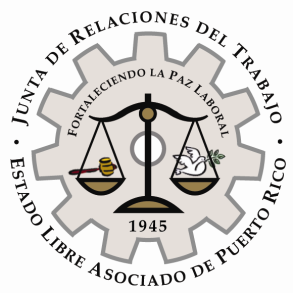 JUNTA DE RELACIONES DEL TRABAJO
FORTALECIENDO LA PAZ LABORAL
1945
• ESTADO LIBRE ASOCIADO DE PUERTO RICO •